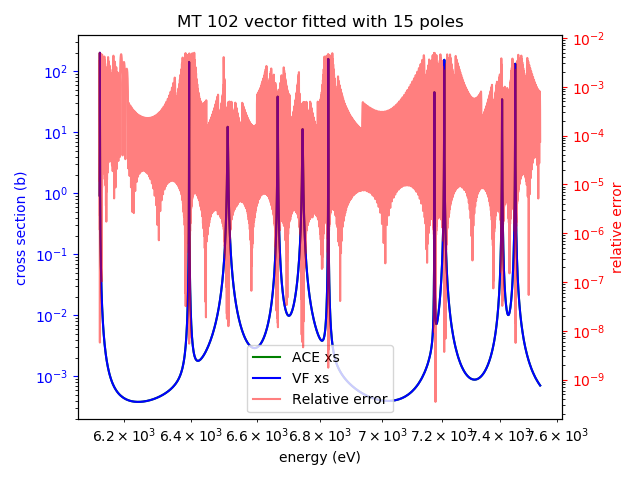 MT 102 vector fitted with 15 poles
cross section (b)
10²
10¹
10⁰
10⁻¹
10⁻²
10⁻³
10⁻²
10⁻³
10⁻⁴
10⁻⁵
10⁻⁶
10⁻⁷
10⁻⁸
10⁻⁹
relative error
ACE xs
VF xs
Relative error
6.2 × 10³ 6.4 × 10³ 6.6 × 10³ 6.8 × 10³ 7 × 10³ 7.2 × 10³ 7.4 × 10³ 7.6 × 10³
energy (eV)